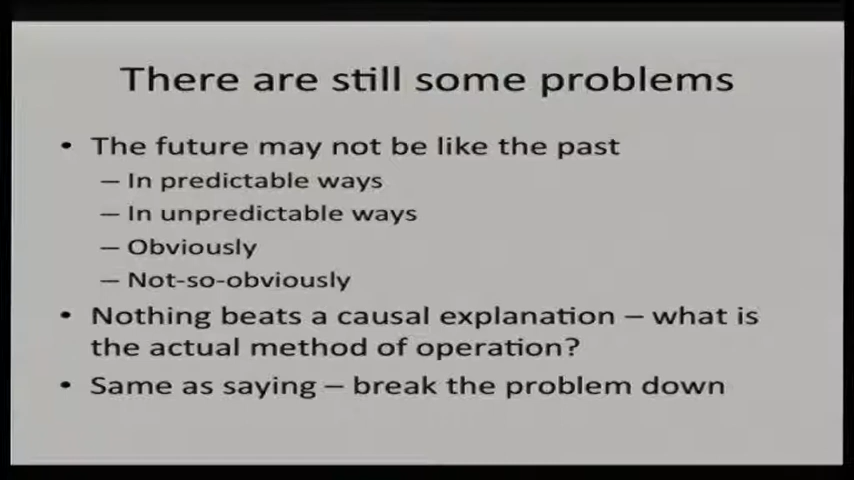 There are still some problems
• The future may not be like the past
– In predictable ways
– In unpredictable ways
– Obviously
– Not-so-obviously
• Nothing beats a causal explanation – what is
the actual method of operation?
• Same as saying – break the problem down